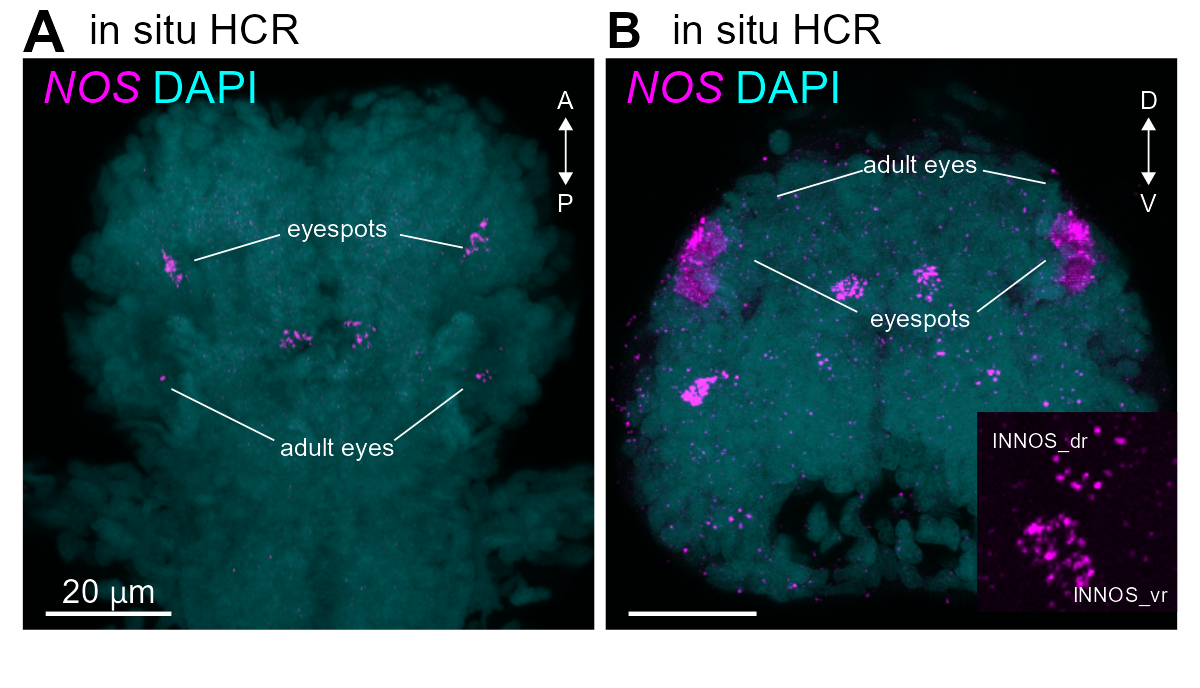 A in situ HCR
NOS DAPI
A
P
eyespots
adult eyes
20 µm
B in situ HCR
NOS DAPI
D
V
adult eyes
eyespots
INNOS_dr
INNOS_vr